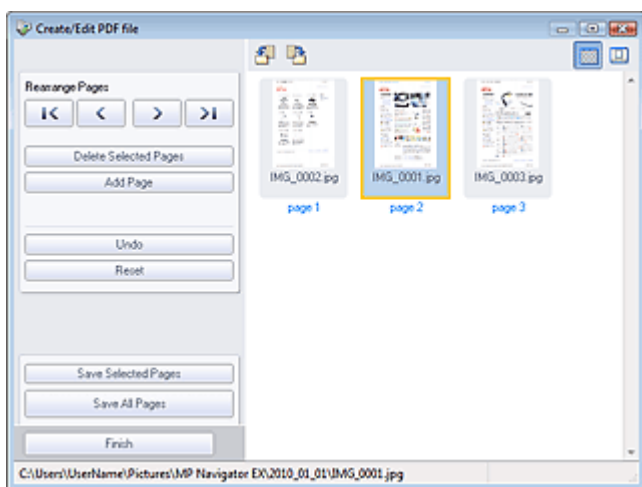 Create/Edit PDF file
Rearrange Pages
Delete Selected Pages
Add Page
Undo
Reset
Save Selected Pages
Save All Pages
Finish
IMG_0002.jpg
IMG_0001.jpg
IMG_0003.jpg
page 1
page 2
page 3
C:\Users\UserName\Pictures\MP Navigator EX\2010_01_01\IMG_0001.jpg